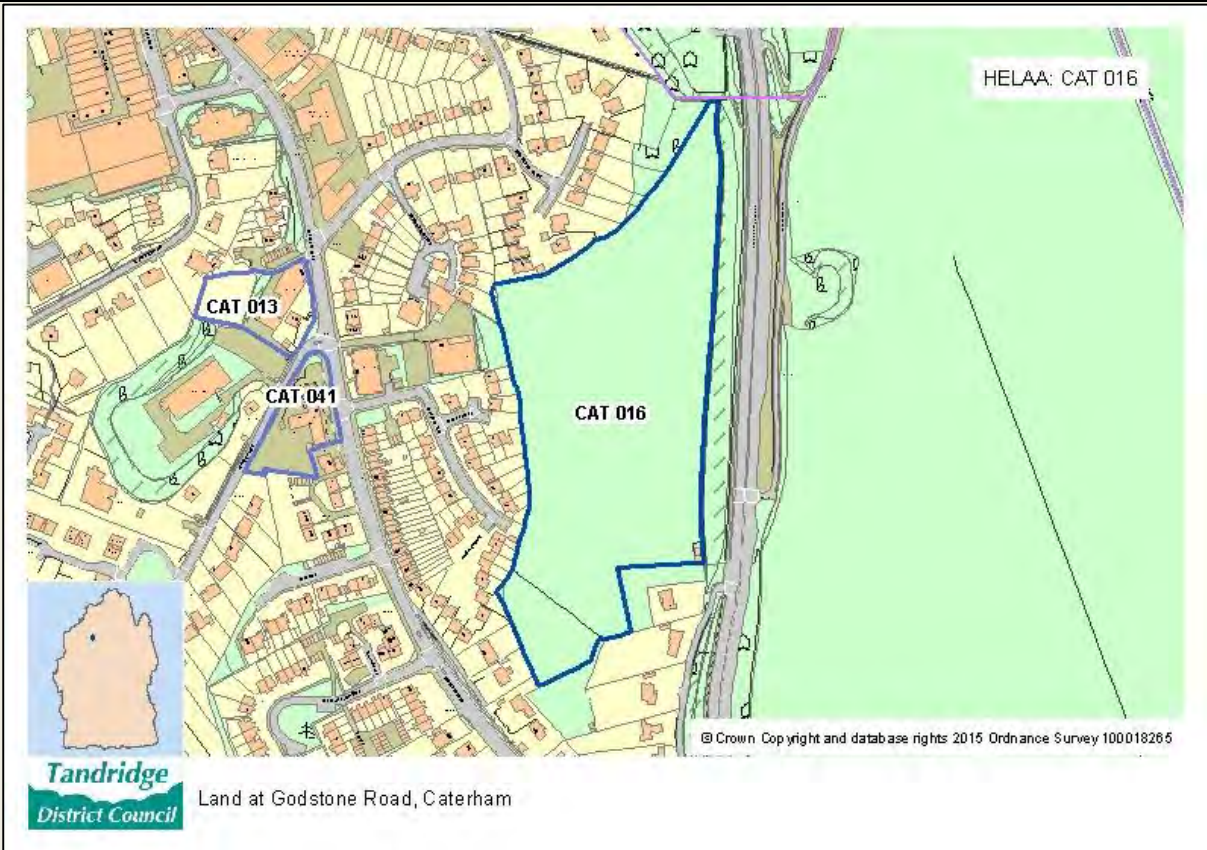 HELAA: CAT 016
CAT 013
CAT 041
CAT 016
© Crown Copyright and database rights 2015 Ordnance Survey 100018265
Tandridge
District Council
Land at Godstone Road, Caterham